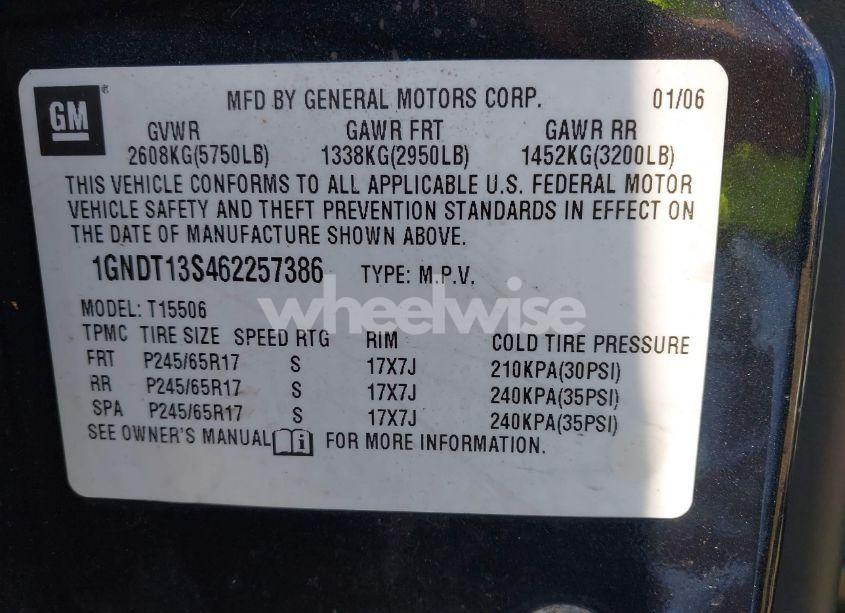 GM
MFD BY GENERAL MOTORS CORP. 01/06
GVWR GAWR FRT GAWR RR
2608KG(5750LB) 1338KG(2950LB) 1452KG(3200LB)
THIS VEHICLE CONFORMS TO ALL APPLICABLE U.S. FEDERAL MOTOR
VEHICLE SAFETY AND THEFT PREVENTION STANDARDS IN EFFECT ON
THE DATE OF MANUFACTURE SHOWN ABOVE.
1GNDT13S462257386 TYPE: M.P.V.
wheelwise
MODEL: T15506
TPMC TIRE SIZE SPEED RTG RIM COLD TIRE PRESSURE
FRT P245/65R17 S 17X7J 210KPA(30PSI)
RR P245/65R17 S 17X7J 240KPA(35PSI)
SPA P245/65R17 S 17X7J 240KPA(35PSI)
SEE OWNER'S MANUAL i FOR MORE INFORMATION.